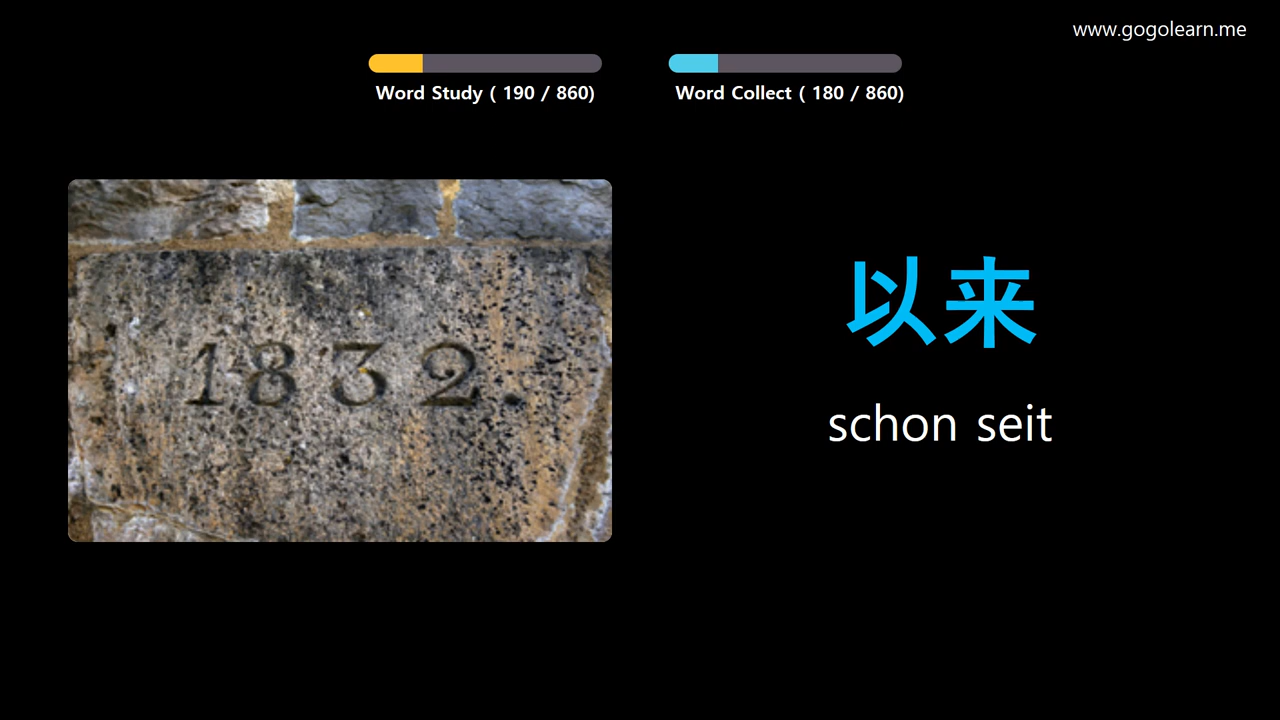 www.gogolearn.me
Word Study ( 190 / 860)
Word Collect ( 180 / 860)
1832.
以来
schon seit